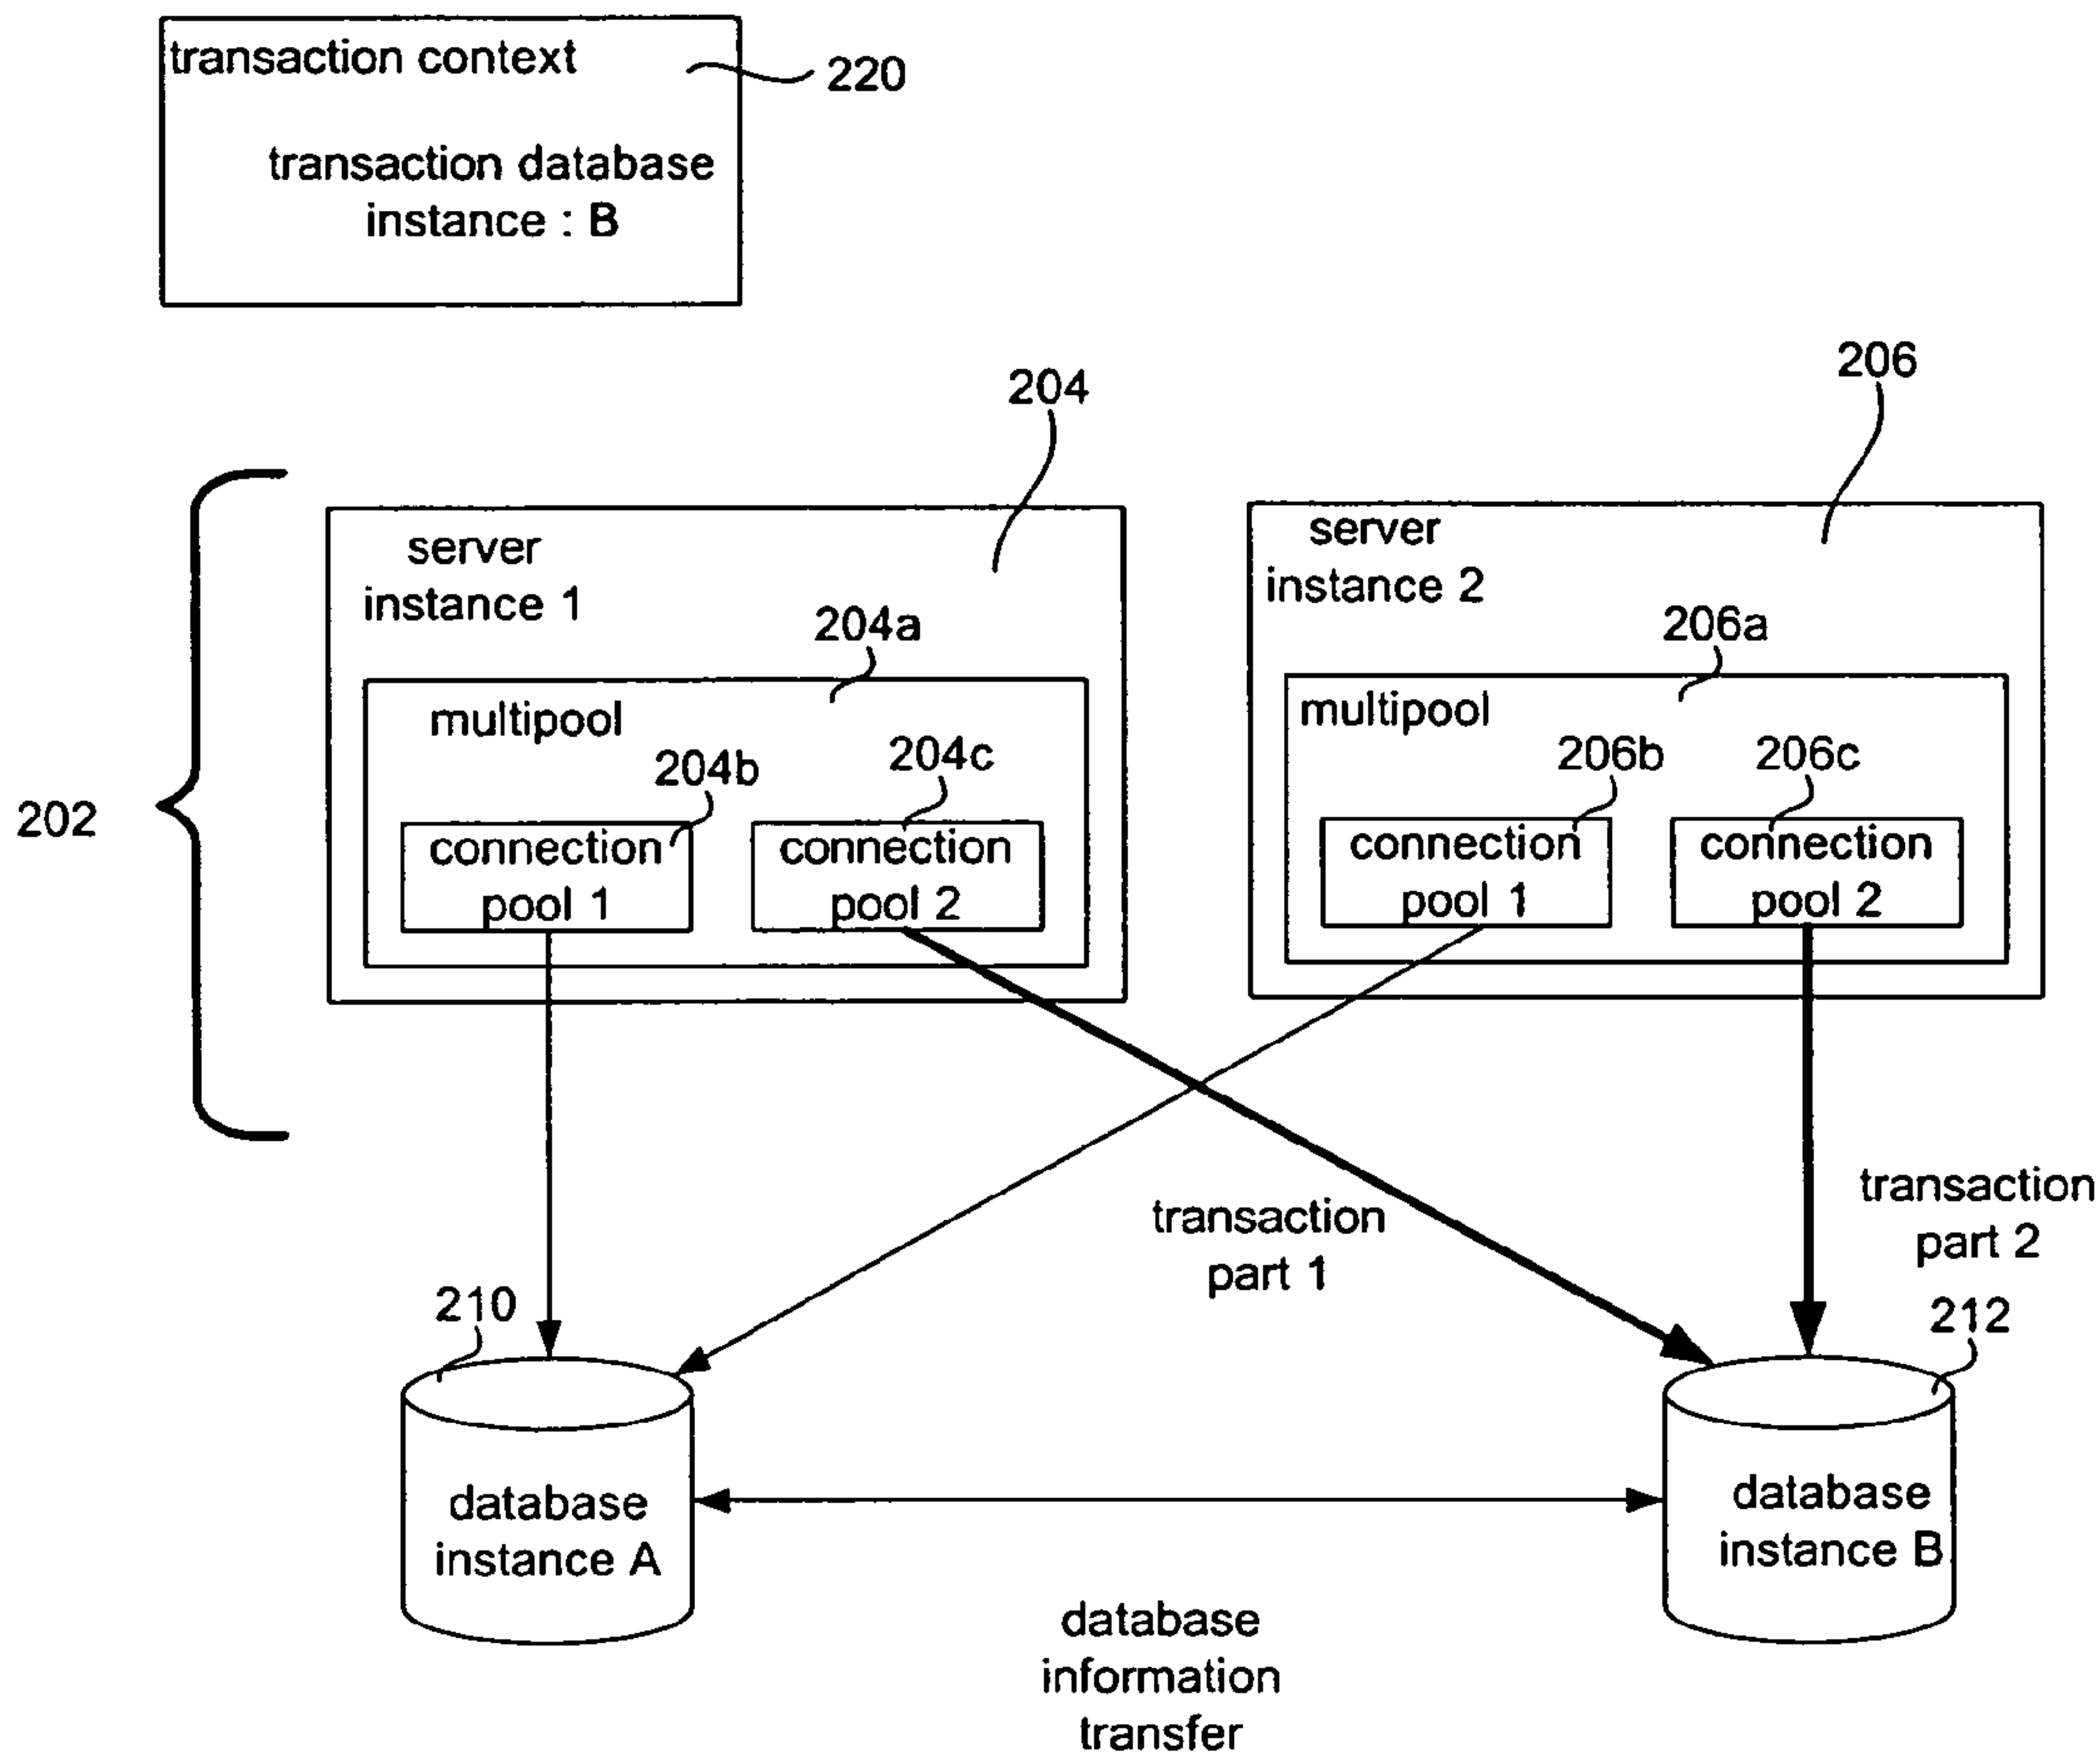 transaction context
220
transaction database
instance : B
204
206
server
instance 1
server
instance 2
204a
206a
multipool
multipool
204b
204c
206b
206c
202
connection
pool 1
connection
pool 2
connection
pool 1
connection
pool 2
transaction
part 1
transaction
part 2
210
212
database
instance A
database
instance B
database
information
transfer